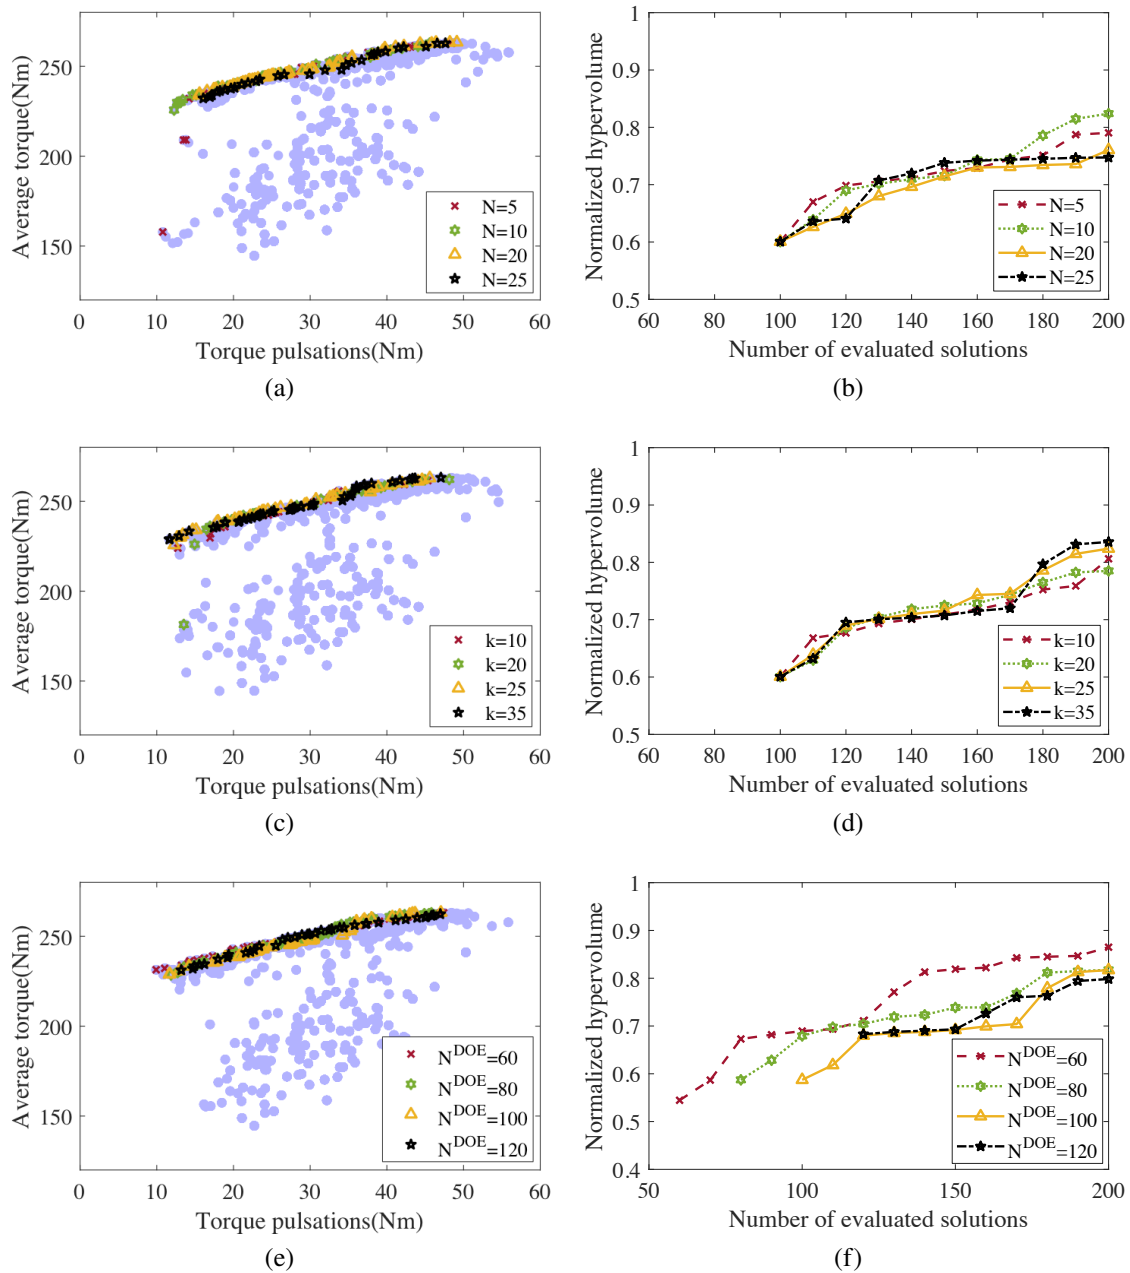 Average torque(Nm)
250
200
150
0 10 20 30 40 50 60
Torque pulsations(Nm)
N=5
N=10
N=20
N=25
(a)
Normalized hypervolume
1
0.9
0.8
0.7
0.6
0.5
60 80 100 120 140 160 180 200
Number of evaluated solutions
N=5
N=10
N=20
N=25
(b)
Average torque(Nm)
250
200
150
0 10 20 30 40 50 60
Torque pulsations(Nm)
k=10
k=20
k=25
k=35
(c)
Normalized hypervolume
1
0.9
0.8
0.7
0.6
0.5
60 80 100 120 140 160 180 200
Number of evaluated solutions
k=10
k=20
k=25
k=35
(d)
Average torque(Nm)
250
200
150
0 10 20 30 40 50 60
Torque pulsations(Nm)
N^DOE=60
N^DOE=80
N^DOE=100
N^DOE=120
(e)
Normalized hypervolume
1
0.9
0.8
0.7
0.6
0.5
0.4
50 100 150 200
Number of evaluated solutions
N^DOE=60
N^DOE=80
N^DOE=100
N^DOE=120
(f)